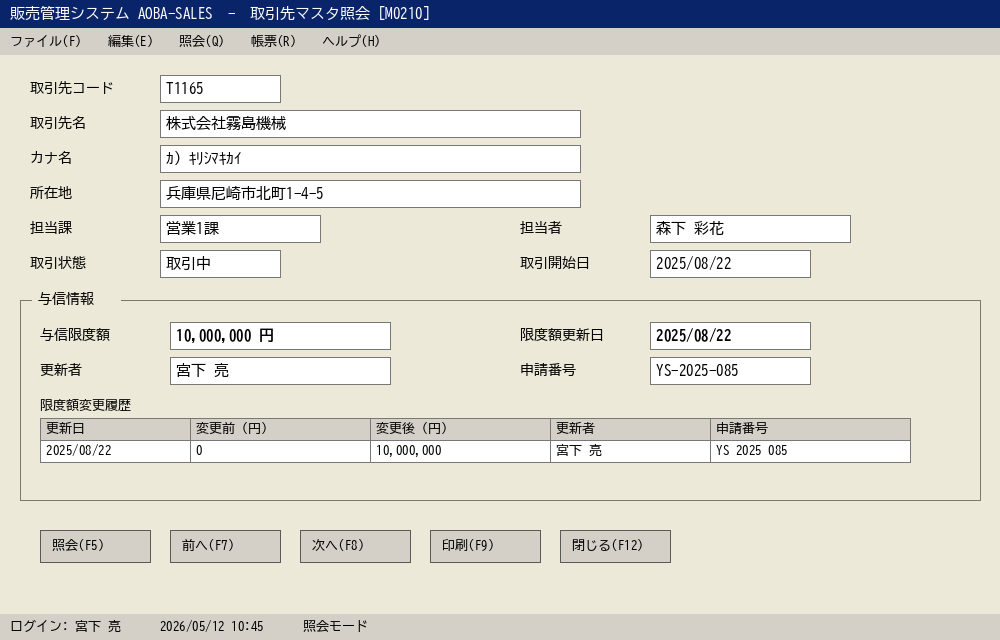 販売管理システム AOBA-SALES － 取引先マスタ照会 [M0210]
ファイル(F) 編集(E) 照会(Q) 帳票(R) ヘルプ(H)
取引先コード T1165
取引先名 株式会社霧島機械
カナ名 ｶ) ｷﾘｼﾏｷｶｲ
所在地 兵庫県尼崎市北町1-4-5
担当課 営業1課 担当者 森下 彩花
取引状態 取引中 取引開始日 2025/08/22
与信情報
与信限度額 10,000,000 円 限度額更新日 2025/08/22
更新者 宮下 亮 申請番号 YS-2025-085
限度額変更履歴
更新日 変更前（円） 変更後（円） 更新者 申請番号
2025/08/22 0 10,000,000 宮下 亮 YS 2025 085
照会(F5) 前へ(F7) 次へ(F8) 印刷(F9) 閉じる(F12)
ログイン: 宮下 亮 2026/05/12 10:45 照会モード